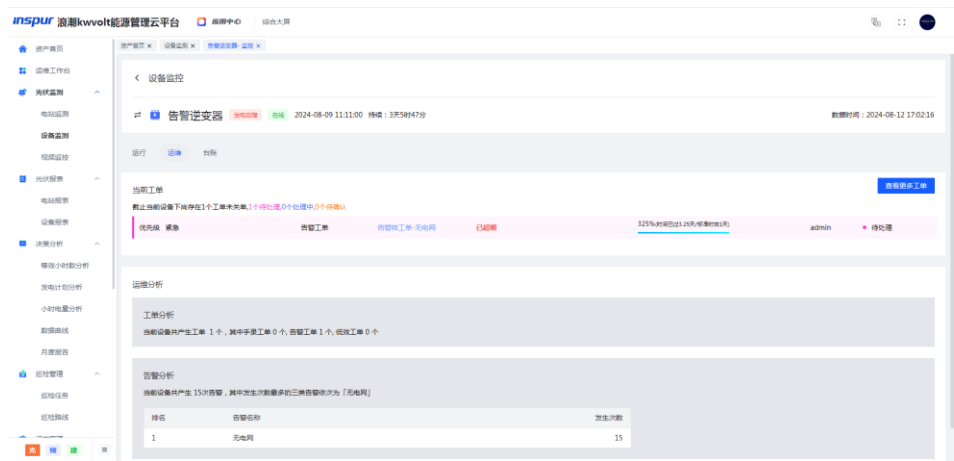 inspur 浪潮kwvolt能源管理云平台 应用中心 综合大屏
资产首页
运维工作台
光伏监测
电站监测
设备监测
视频监控
光伏报表
电站报表
设备报表
决策分析
等效小时数分析
发电计划分析
小时电量分析
数据曲线
月度报告
巡检管理
巡检任务
巡检路线
光 储 建
资产首页 × 设备监测 × 告警逆变器- 监控 ×
设备监控
告警逆变器 发电故障 在线 2024-08-09 11:11:00 持续：3天5时47分 数据时间：2024-08-12 17:02:16
运行 运维 台账
当前工单 查看更多工单
截止当前设备下尚存在1个工单未关单,1个待处理,0个处理中,0个待确认
优先级 紧急 告警工单 告警转工单-无电网 已超期 325%(时间已过3.25天/标准时效1天) admin 待处理
运维分析
工单分析
当前设备共产生工单 1 个，其中手录工单 0 个, 告警工单 1 个, 低效工单 0 个
告警分析
当前设备共产生 15次告警，其中发生次数最多的三类告警依次为「无电网」
排名 告警名称 发生次数
1 无电网 15